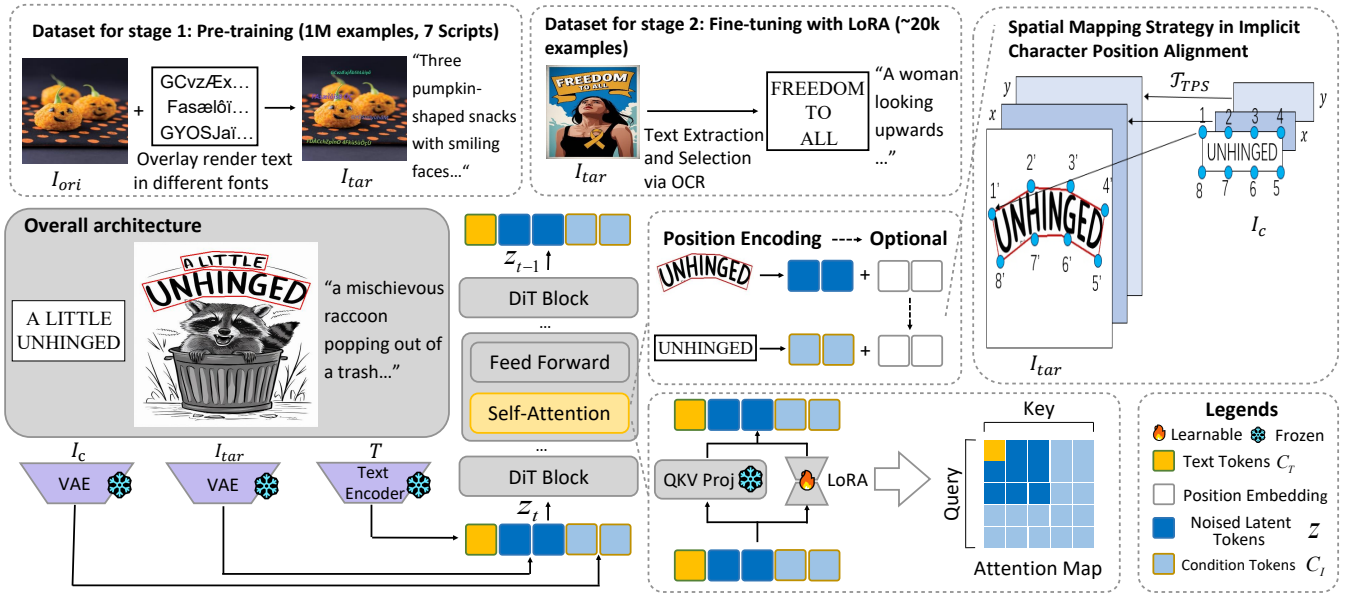 Dataset for stage 1: Pre-training (1M examples, 7 Scripts)
GCvzÆx…
Fasælôï…
GYOSJaï…
+
Overlay render text
in different fonts
I_ori
I_tar
“Three
pumpkin-
shaped snacks
with smiling
faces…“
Dataset for stage 2: Fine-tuning with LoRA (~20k
examples)
FREEDOM
TO ALL
I_tar
Text Extraction
and Selection
via OCR
FREEDOM
TO
ALL
“A woman
looking
upwards
…”
Spatial Mapping Strategy in Implicit
Character Position Alignment
y
x
T_TPS
y
x
1 2 3 4
UNHINGED
8 7 6 5
I_c
1' 2' 3' 4'
UNHINGED
8' 7' 6' 5'
I_tar
Overall architecture
A LITTLE
UNHINGED
A LITTLE
UNHINGED
“a mischievous
raccoon
popping out of
a trash…”
I_c
I_tar
T
VAE
VAE
Text
Encoder
z_{t-1}
DiT Block
...
Feed Forward
Self-Attention
...
DiT Block
z_t
Position Encoding
Optional
UNHINGED
+
UNHINGED
+
QKV Proj
LoRA
Key
Query
Attention Map
Legends
Learnable
Frozen
Text Tokens C_T
Position Embedding
Noised Latent
Tokens
z
Condition Tokens C_I